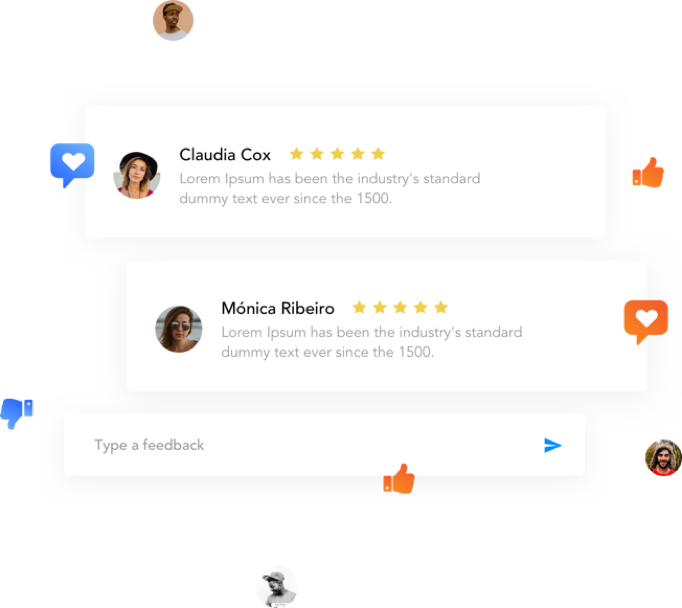 Claudia Cox
Lorem Ipsum has been the industry's standard
dummy text ever since the 1500.
Mónica Ribeiro
Lorem Ipsum has been the industry's standard
dummy text ever since the 1500.
Type a feedback